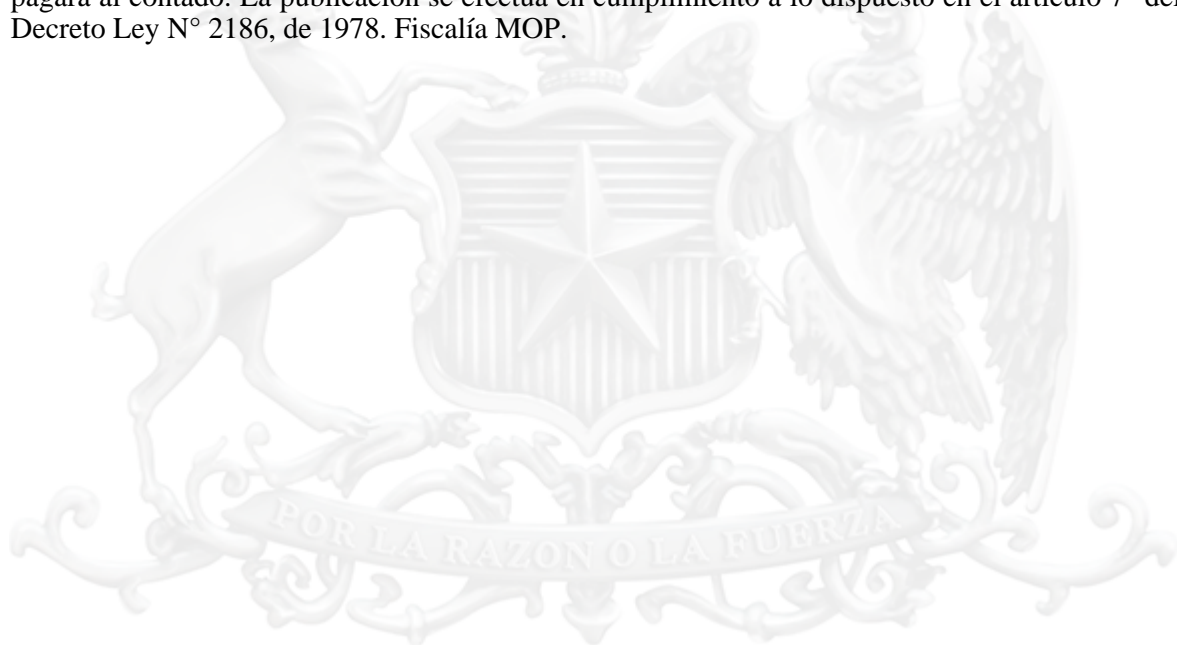 pagará al contado. La publicación se efectúa en cumplimiento a lo dispuesto en el artículo 7° del
Decreto Ley N° 2186, de 1978. Fiscalía MOP.
POR LA RAZON O LA FUERZA